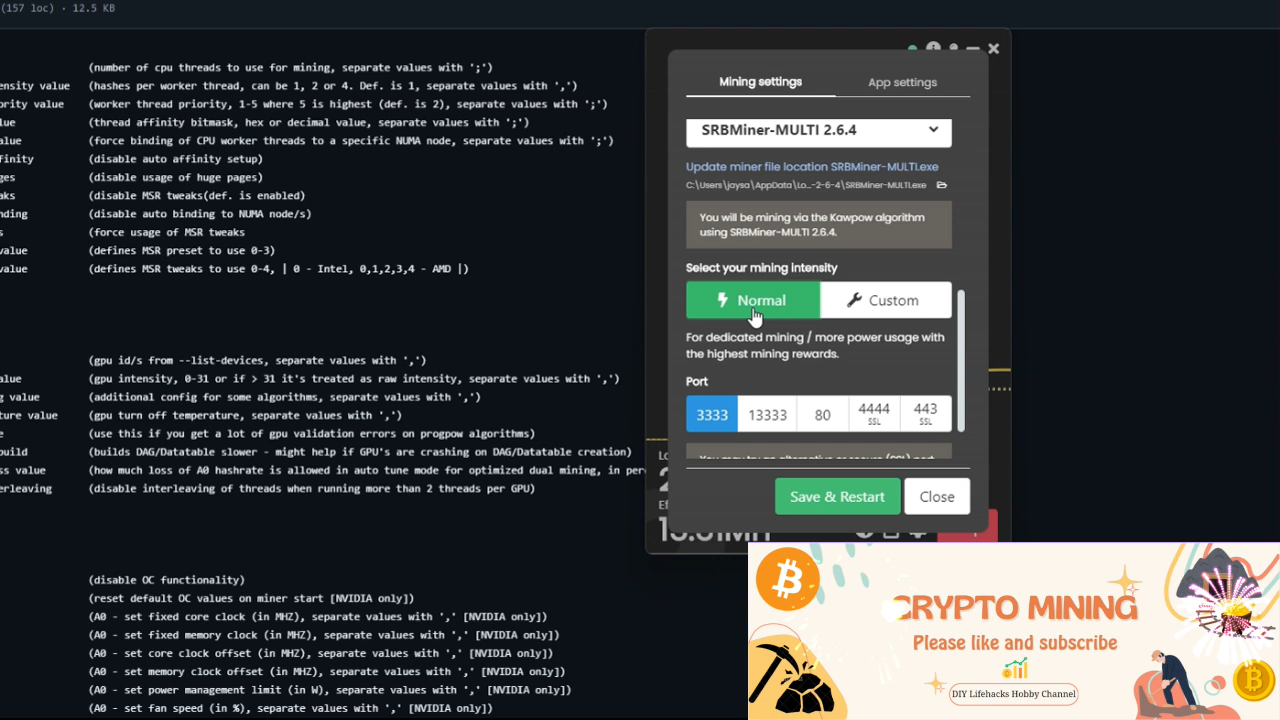 (157 loc) · 12.5 KB
(number of cpu threads to use for mining, separate values with ';')
ensity value (hashes per worker thread, can be 1, 2 or 4. Def. is 1, separate values with ',')
ority value (worker thread priority, 1-5 where 5 is highest (def. is 2), separate values with ';')
lue (thread affinity bitmask, hex or decimal value, separate values with ';')
alue (force binding of CPU worker threads to a specific NUMA node, separate values with ';')
finity (disable auto affinity setup)
ges (disable usage of huge pages)
aks (disable MSR tweaks(def. is enabled)
nding (disable auto binding to NUMA node/s)
s (force usage of MSR tweaks
value (defines MSR preset to use 0-3)
value (defines MSR tweaks to use 0-4, | 0 - Intel, 0,1,2,3,4 - AMD |)
(gpu id/s from --list-devices, separate values with ',')
alue (gpu intensity, 0-31 or if > 31 it's treated as raw intensity, separate values with ',')
g value (additional config for some algorithms, separate values with ',')
ture value (gpu turn off temperature, separate values with ',')
e (use this if you get a lot of gpu validation errors on progpow algorithms)
build (builds DAG/Datatable slower - might help if GPU's are crashing on DAG/Datatable creation)
ss value (how much loss of A0 hashrate is allowed in auto tune mode for optimized dual mining, in per
erleaving (disable interleaving of threads when running more than 2 threads per GPU)
(disable OC functionality)
(reset default OC values on miner start [NVIDIA only])
(A0 - set fixed core clock (in MHZ), separate values with ',' [NVIDIA only])
(A0 - set fixed memory clock (in MHZ), separate values with ',' [NVIDIA only])
(A0 - set core clock offset (in MHZ), separate values with ',' [NVIDIA only])
(A0 - set memory clock offset (in MHZ), separate values with ',' [NVIDIA only])
(A0 - set power management limit (in W), separate values with ',' [NVIDIA only])
(A0 - set fan speed (in %), separate values with ',' [NVIDIA only])
Mining settings App settings
SRBMiner-MULTI 2.6.4
Update miner file location SRBMiner-MULTI.exe
C:\Users\jaysa\AppData\Lo...-2-6-4\SRBMiner-MULTI.exe
You will be mining via the Kawpow algorithm
using SRBMiner-MULTI 2.6.4.
Select your mining intensity
Normal Custom
For dedicated mining / more power usage with
the highest mining rewards.
Port
3333 13333 80 4444 SSL 443 SSL
You may try an alternative or secure (SSL) port
Save & Restart Close
CRYPTO MINING
Please like and subscribe
DIY Lifehacks Hobby Channel